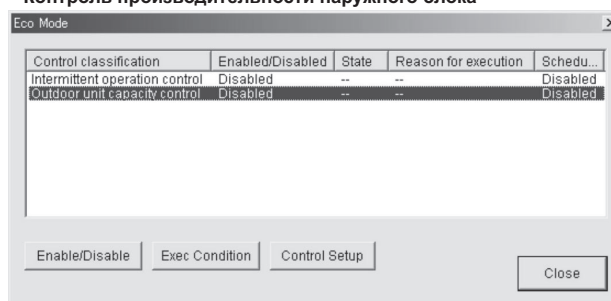 контроль производительности наружного блока
Eco Mode
Control classification Enabled/Disabled State Reason for execution Schedu...
Intermittent operation control Disabled -- -- Disabled
Outdoor unit capacity control Disabled -- -- Disabled
Enable/Disable Exec Condition Control Setup
Close